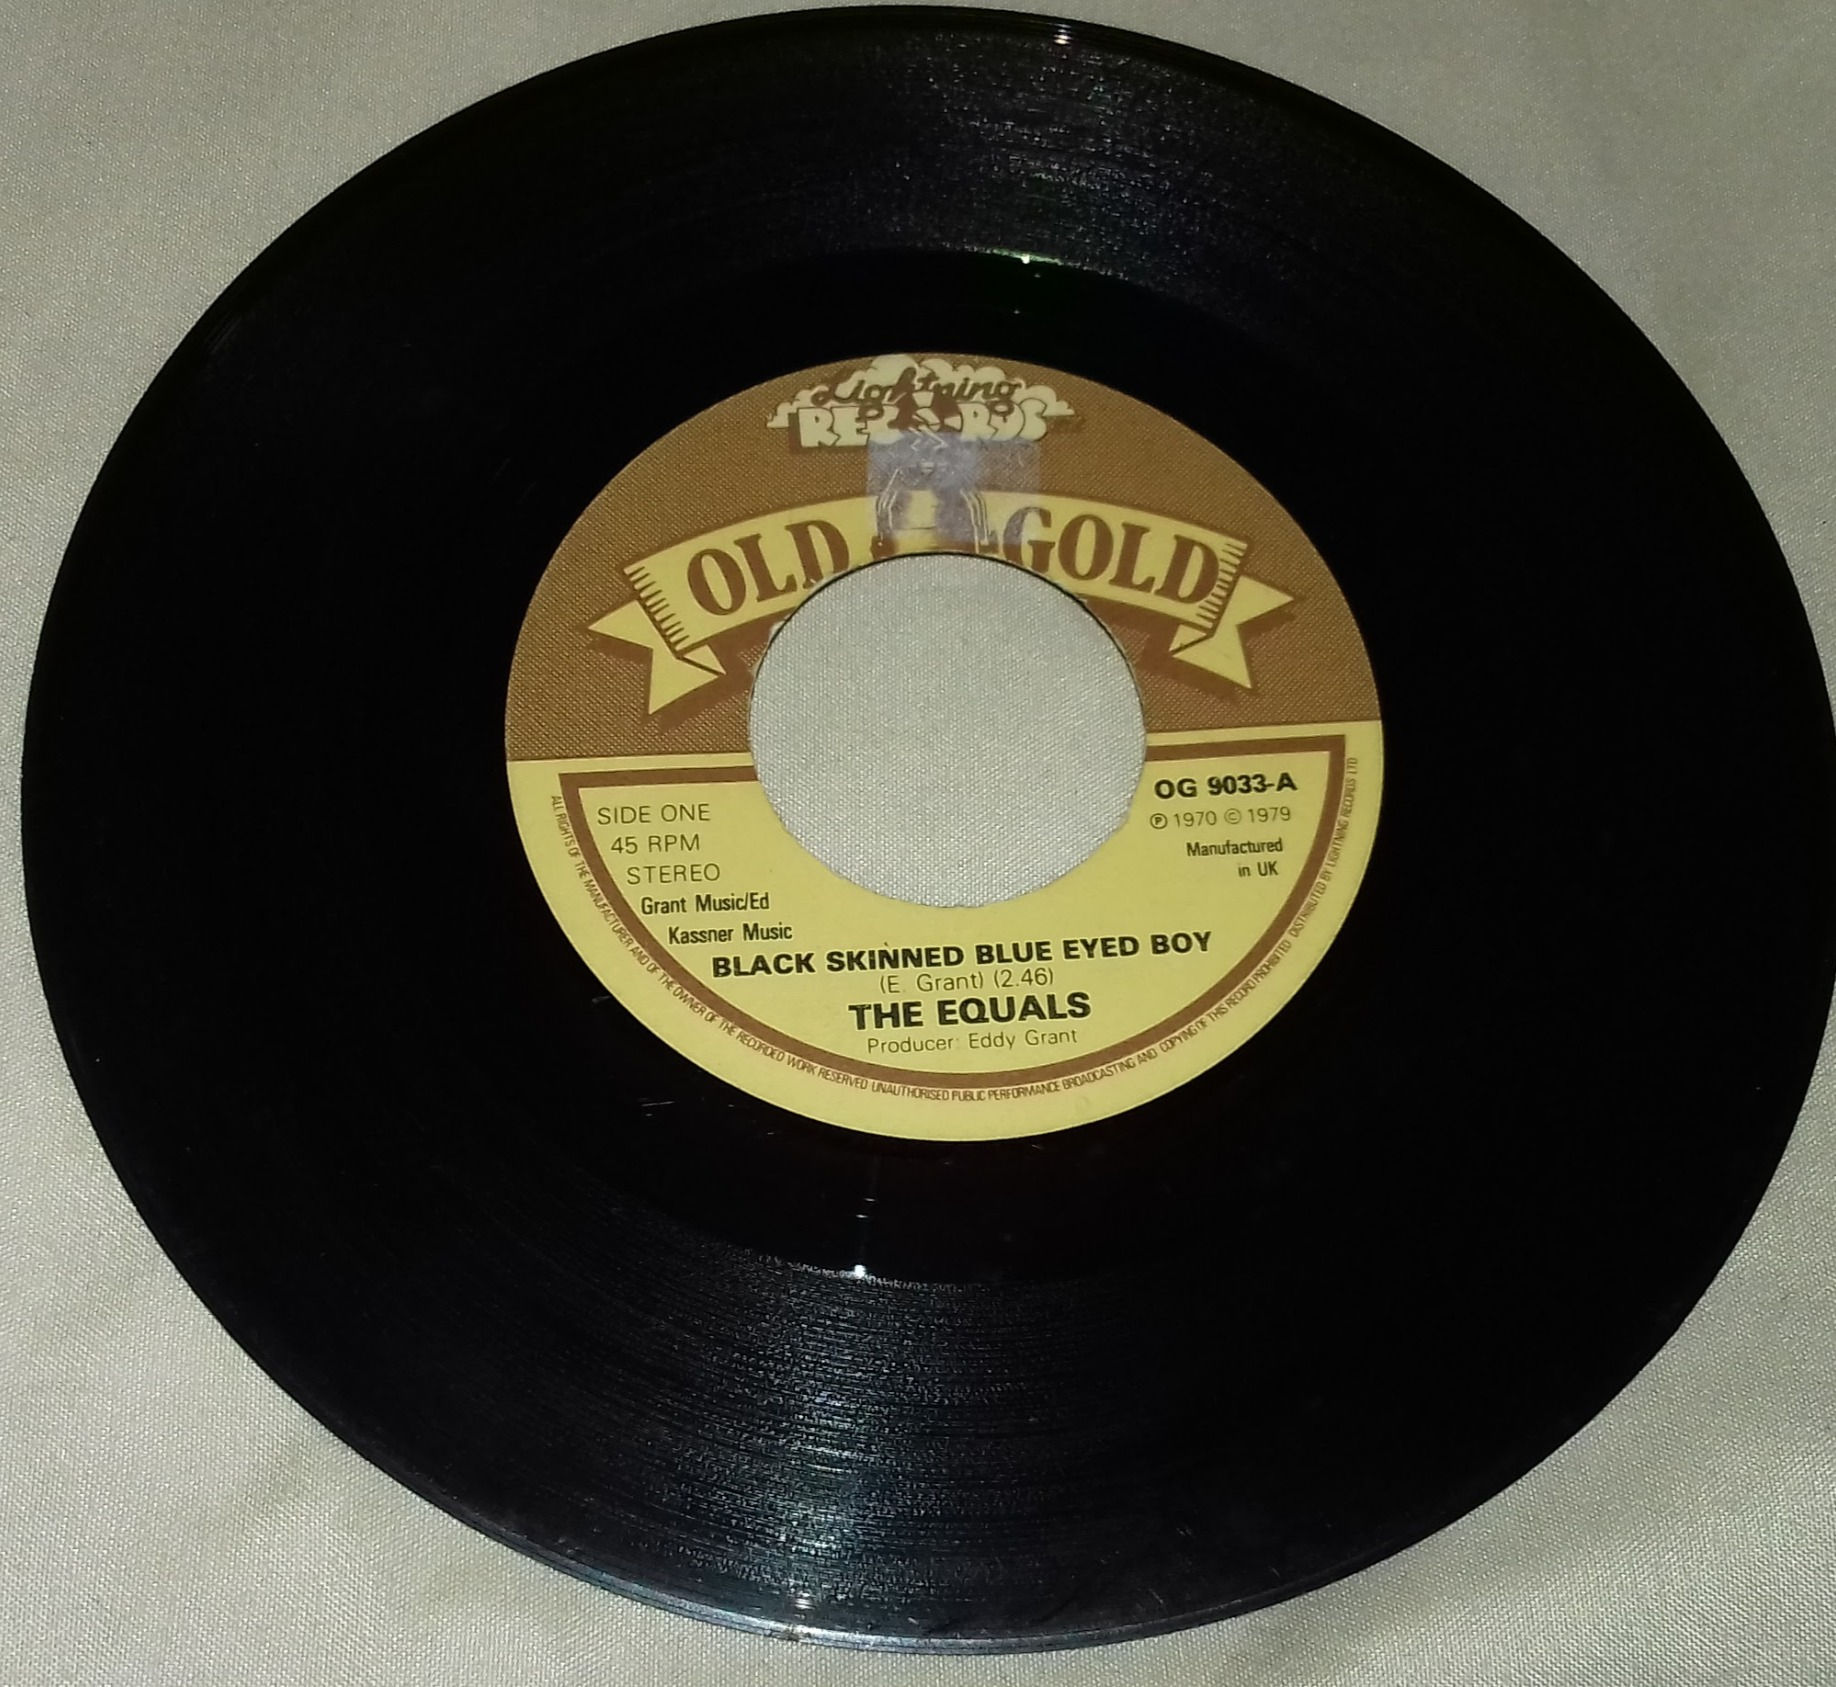 Lightning
RECORDS
OLD GOLD
SIDE ONE
45 RPM
STEREO
Grant Music/Ed
Kassner Music
OG 9033-A
℗ 1970 © 1979
Manufactured
in UK
BLACK SKINNED BLUE EYED BOY
(E. Grant) (2.46)
THE EQUALS
Producer: Eddy Grant
ALL RIGHTS OF THE MANUFACTURER AND OF THE OWNER OF THE RECORDED WORK RESERVED UNAUTHORISED PUBLIC PERFORMANCE BROADCASTING AND COPYING OF THIS RECORD PROHIBITED DISTRIBUTED BY LIGHTNING RECORDS LTD